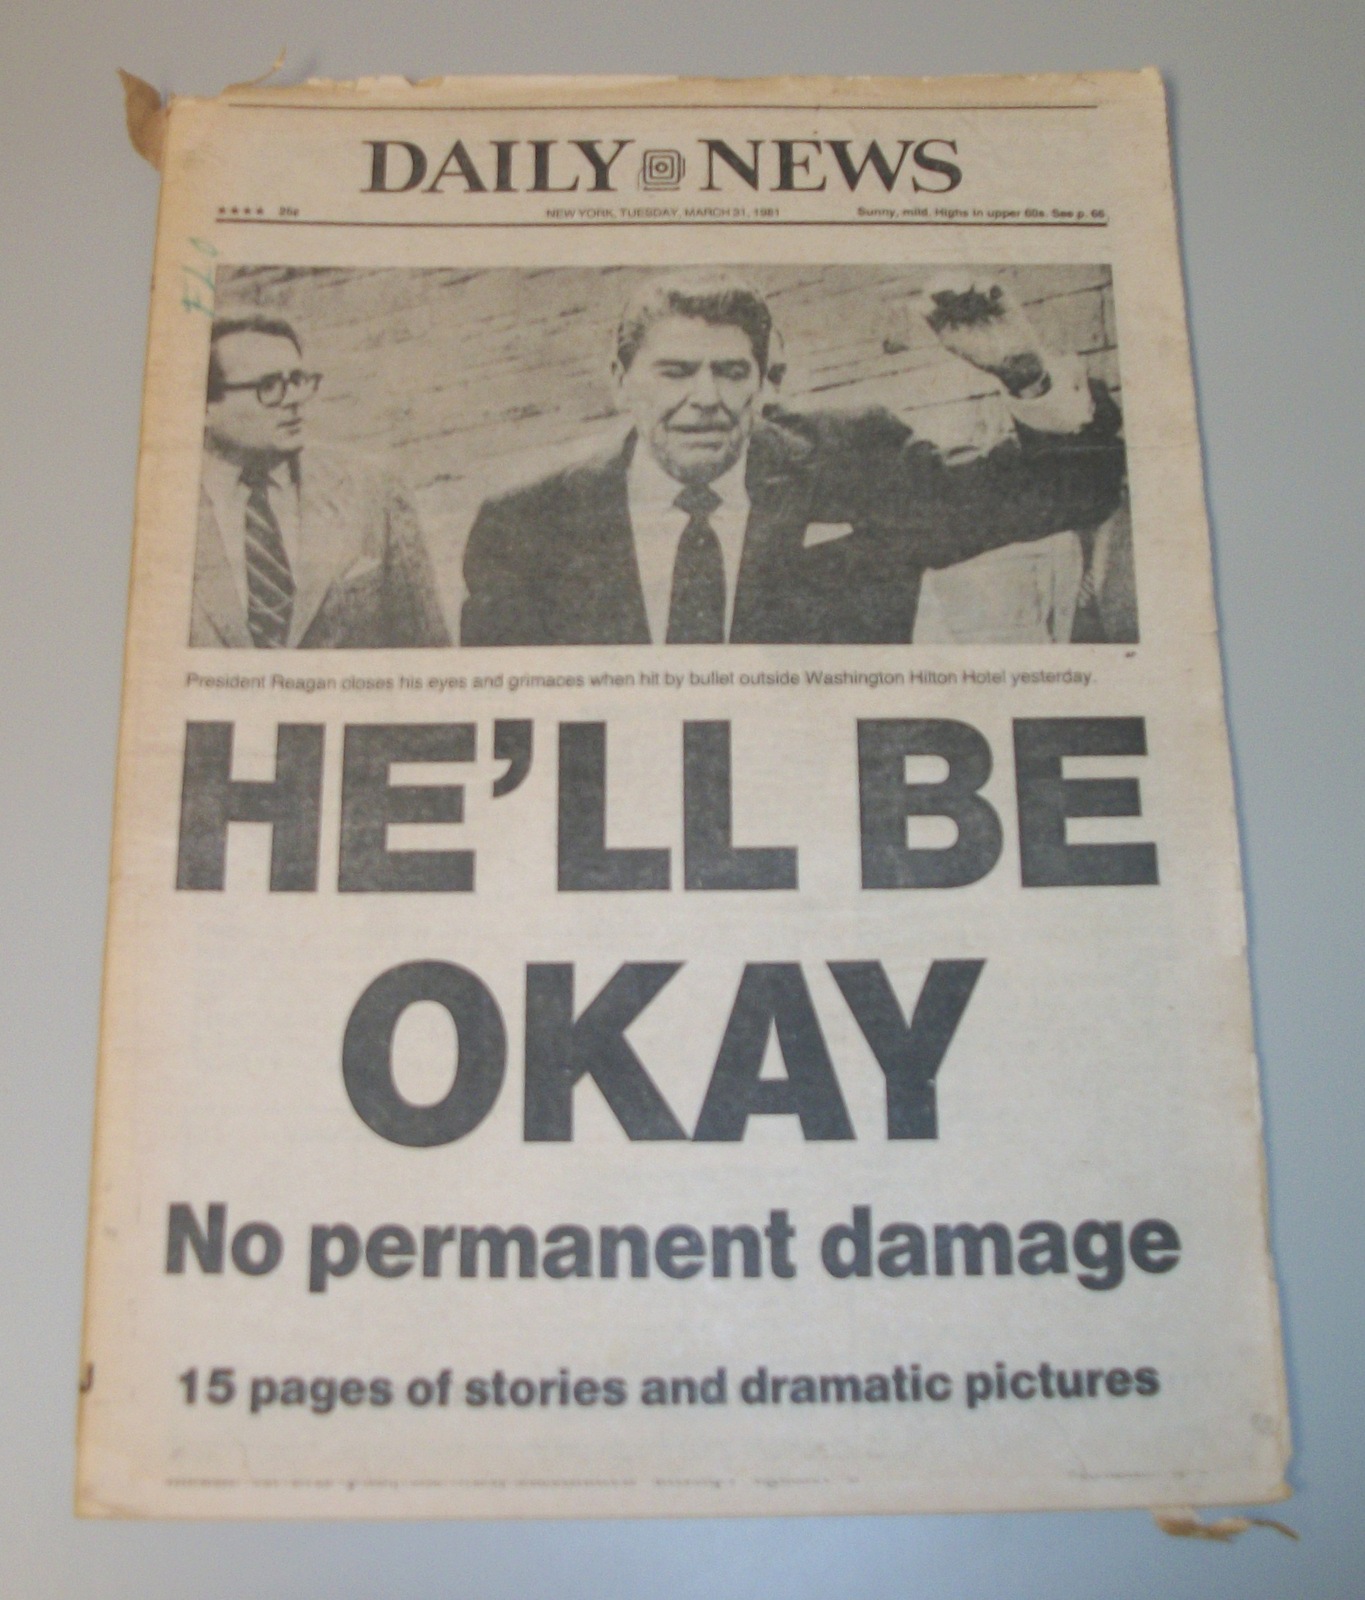 DAILY NEWS
★★★★ 25¢ NEW YORK, TUESDAY, MARCH 31, 1981 Sunny, mild. Highs in upper 60s. See p. 66
FLO
President Reagan closes his eyes and grimaces when hit by bullet outside Washington Hilton Hotel yesterday.
HE'LL BE
OKAY
No permanent damage
15 pages of stories and dramatic pictures
J